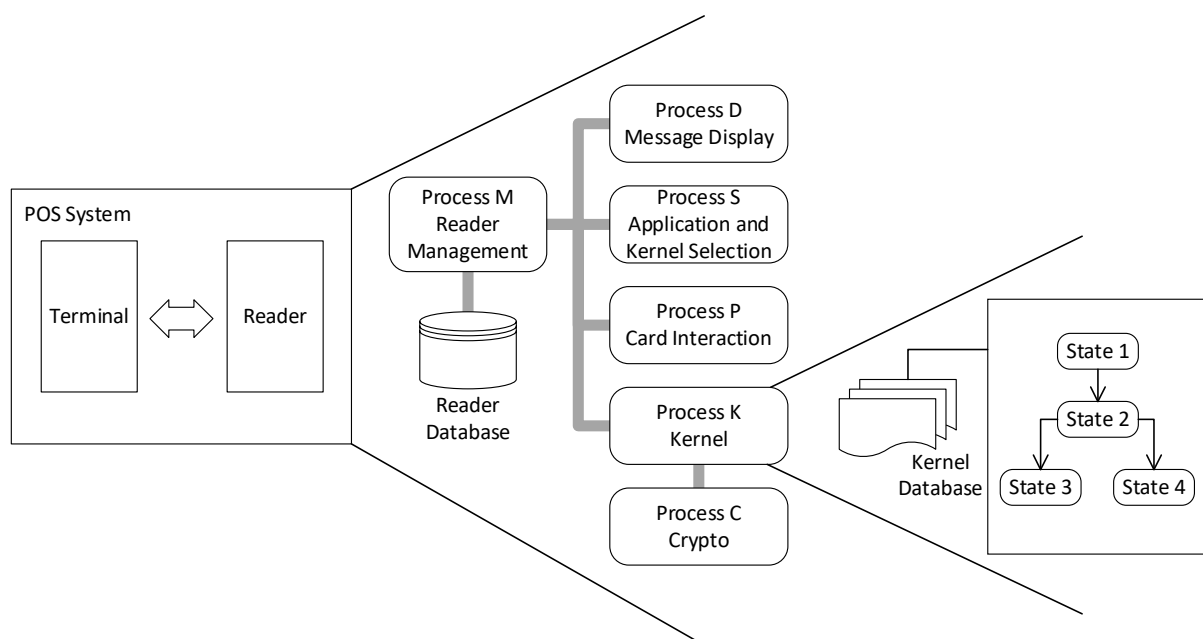 POS System
Terminal
Reader
Process M
Reader
Management
Reader
Database
Process D
Message Display
Process S
Application and
Kernel Selection
Process P
Card Interaction
Process K
Kernel
Process C
Crypto
Kernel
Database
State 1
State 2
State 3
State 4